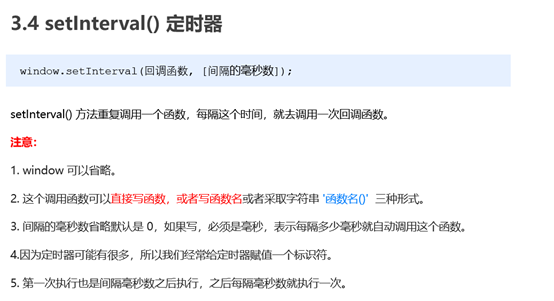 3.4 setInterval() 定时器
window.setInterval(回调函数, [间隔的毫秒数]);
setInterval() 方法重复调用一个函数，每隔这个时间，就去调用一次回调函数。
注意：
1. window 可以省略。
2. 这个调用函数可以直接写函数，或者写函数名或者采取字符串 '函数名()' 三种形式。
3. 间隔的毫秒数省略默认是 0，如果写，必须是毫秒，表示每隔多少毫秒就自动调用这个函数。
4.因为定时器可能有很多，所以我们经常给定时器赋值一个标识符。
5. 第一次执行也是间隔毫秒数之后执行，之后每隔毫秒数就执行一次。